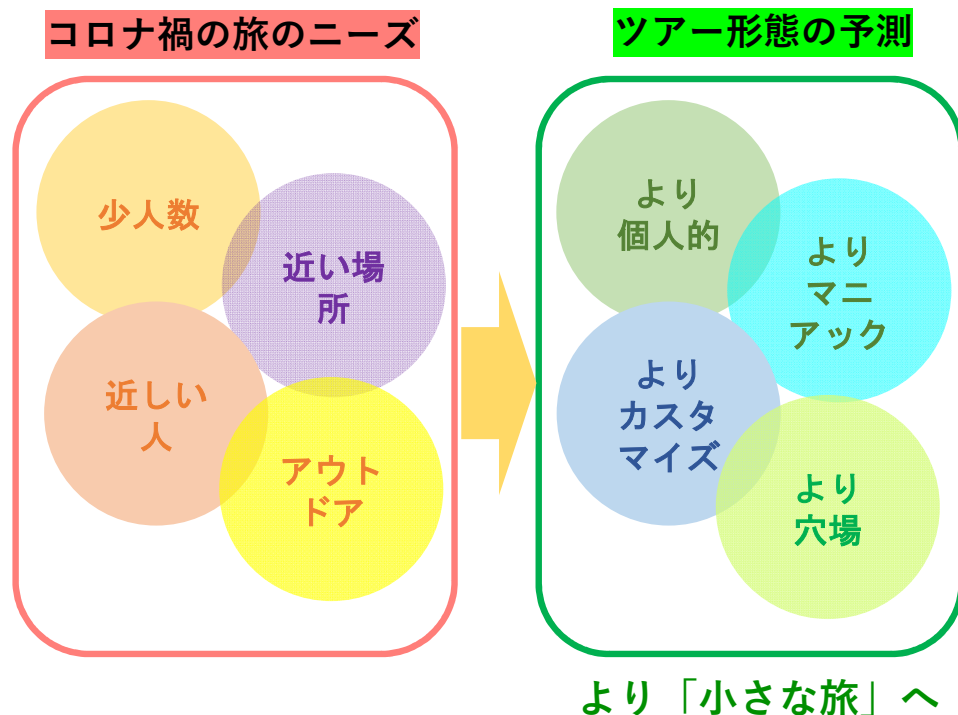 コロナ禍の旅のニーズ
少人数
近い場
所
近しい
人
アウト
ドア
ツアー形態の予測
より
個人的
より
マニ
アック
より
カスタ
マイズ
より
穴場
より「小さな旅」へ